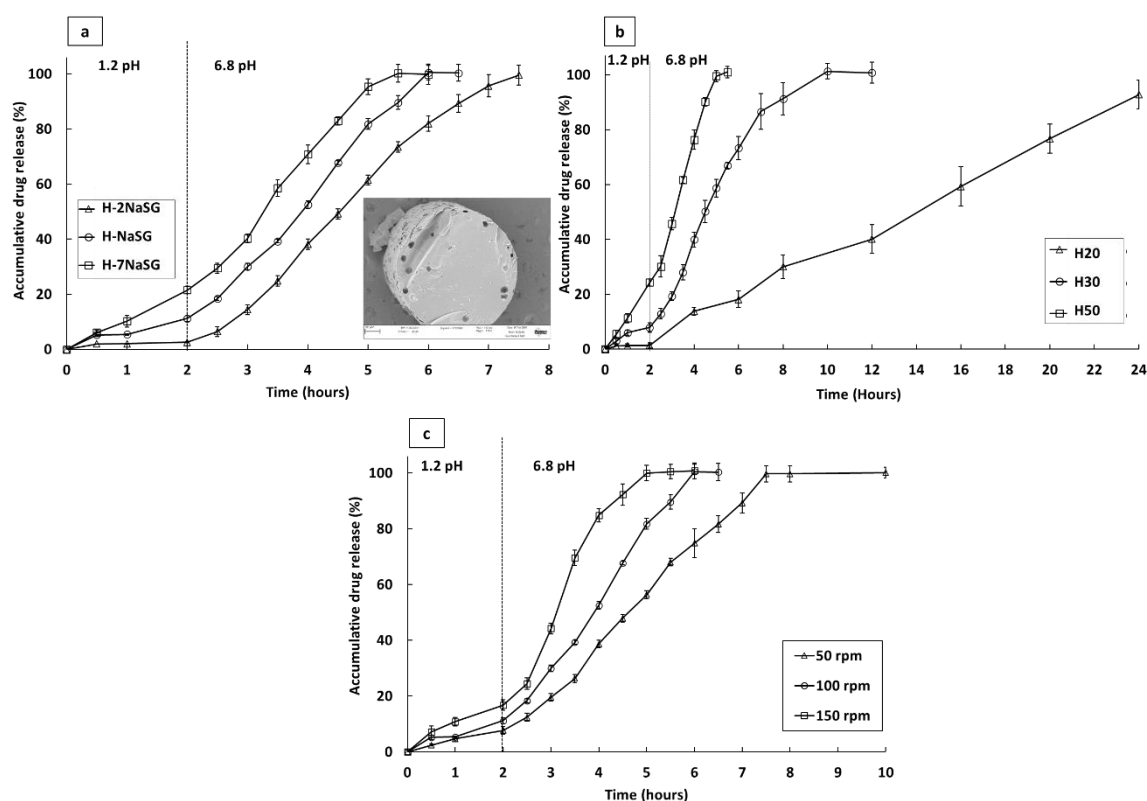 a
1.2 pH
6.8 pH
100
80
60
40
20
0
Accumulative drug release (%)
H-2NaSG
H-NaSG
H-7NaSG
0 1 2 3 4 5 6 7 8
Time (hours)
b
1.2 pH
6.8 pH
100
80
60
40
20
0
Accumulative drug release (%)
H20
H30
H50
0 2 4 6 8 10 12 14 16 18 20 22 24
Time (Hours)
c
1.2 pH
6.8 pH
100
80
60
40
20
0
Accumulative drug release (%)
50 rpm
100 rpm
150 rpm
0 1 2 3 4 5 6 7 8 9 10
Time (hours)